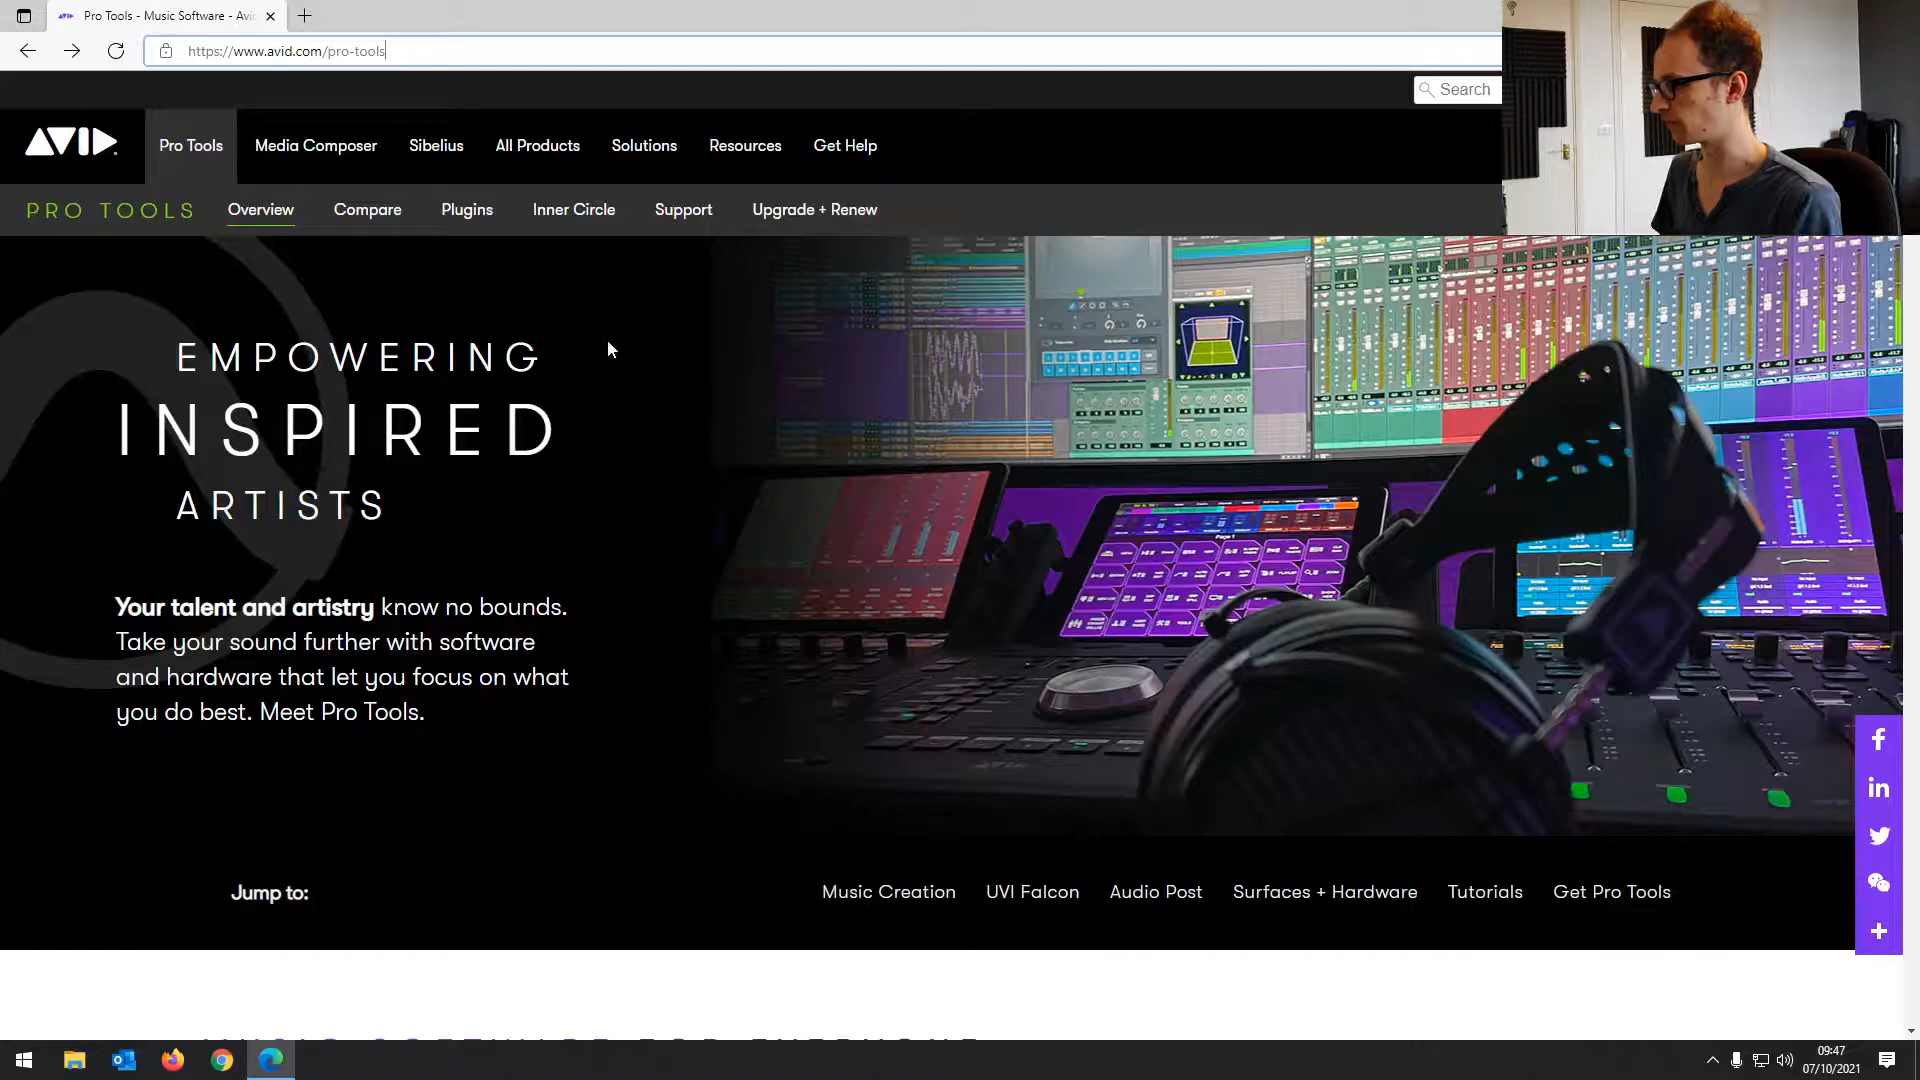 Pro Tools - Music Software - Avi
https://www.avid.com/pro-tools
Search
AVID
Pro Tools
Media Composer
Sibelius
All Products
Solutions
Resources
Get Help
PRO TOOLS
Overview
Compare
Plugins
Inner Circle
Support
Upgrade + Renew
EMPOWERING
INSPIRED
ARTISTS
Your talent and artistry know no bounds.
Take your sound further with software
and hardware that let you focus on what
you do best. Meet Pro Tools.
Jump to:
Music Creation
UVI Falcon
Audio Post
Surfaces + Hardware
Tutorials
Get Pro Tools
09:47
07/10/2021